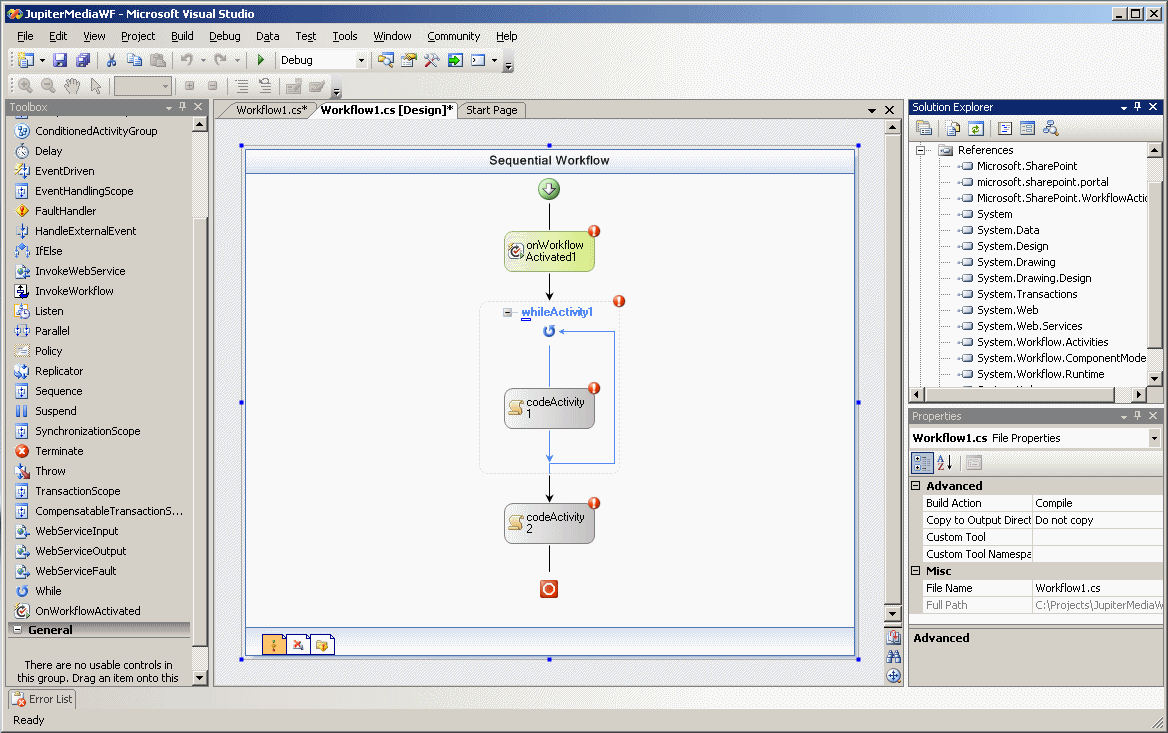 JupiterMediaWF - Microsoft Visual Studio
File Edit View Project Build Debug Data Test Tools Window Community Help
Debug
Toolbox
ConditionedActivityGroup
Delay
EventDriven
EventHandlingScope
FaultHandler
HandleExternalEvent
IfElse
InvokeWebService
InvokeWorkflow
Listen
Parallel
Policy
Replicator
Sequence
Suspend
SynchronizationScope
Terminate
Throw
TransactionScope
CompensatableTransactionS...
WebServiceInput
WebServiceOutput
WebServiceFault
While
OnWorkflowActivated
General
There are no usable controls in
this group. Drag an item onto this
Workflow1.cs* Workflow1.cs [Design]* Start Page
Sequential Workflow
onWorkflow
Activated1
whileActivity1
codeActivity
1
codeActivity
2
Solution Explorer
References
Microsoft.SharePoint
microsoft.sharepoint.portal
Microsoft.SharePoint.WorkflowActio
System
System.Data
System.Design
System.Drawing
System.Drawing.Design
System.Transactions
System.Web
System.Web.Services
System.Workflow.Activities
System.Workflow.ComponentMode
System.Workflow.Runtime
Properties
Workflow1.cs File Properties
Advanced
Build Action Compile
Copy to Output Direct Do not copy
Custom Tool
Custom Tool Namespa
Misc
File Name Workflow1.cs
Full Path C:\Projects\JupiterMediaW
Advanced
Error List
Ready